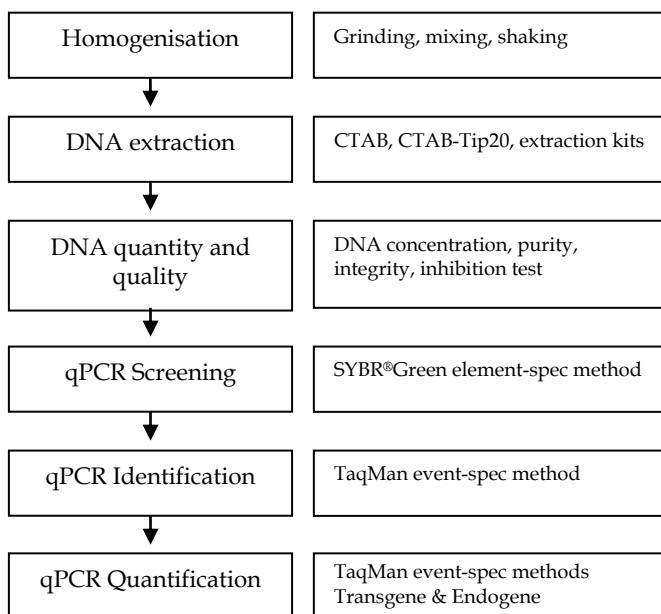 Homogenisation
Grinding, mixing, shaking
DNA extraction
CTAB, CTAB-Tip20, extraction kits
DNA quantity and
quality
DNA concentration, purity,
integrity, inhibition test
qPCR Screening
SYBR®Green element-spec method
qPCR Identification
TaqMan event-spec method
qPCR Quantification
TaqMan event-spec methods
Transgene & Endogene